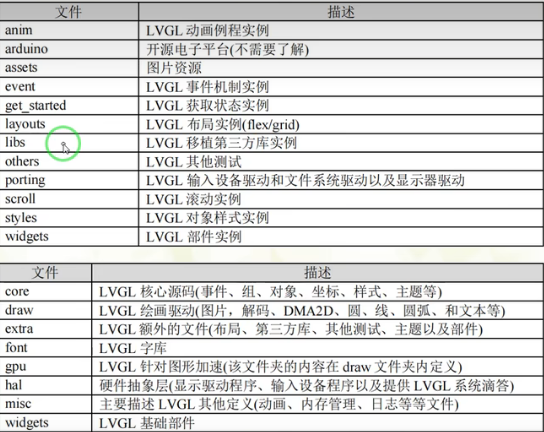 文件 描述
anim LVGL 动画例程实例
arduino 开源电子平台(不需要了解)
assets 图片资源
event LVGL 事件机制实例
get_started LVGL 获取状态实例
layouts LVGL 布局实例(flex/grid)
libs LVGL 移植第三方库实例
others LVGL 其他测试
porting LVGL 输入设备驱动和文件系统驱动以及显示器驱动
scroll LVGL 滚动实例
styles LVGL 对象样式实例
widgets LVGL 部件实例
文件 描述
core LVGL 核心源码(事件、组、对象、坐标、样式、主题等)
draw LVGL 绘画驱动(图片，解码、DMA2D、圆、线、圆弧、和文本等)
extra LVGL 额外的文件(布局、第三方库、其他测试、主题以及部件)
font LVGL 字库
gpu LVGL 针对图形加速(该文件夹的内容在 draw 文件夹内定义)
hal 硬件抽象层(显示驱动程序、输入设备程序以及提供 LVGL 系统滴答)
misc 主要描述 LVGL 其他定义(动画、内存管理、日志等等文件)
widgets LVGL 基础部件